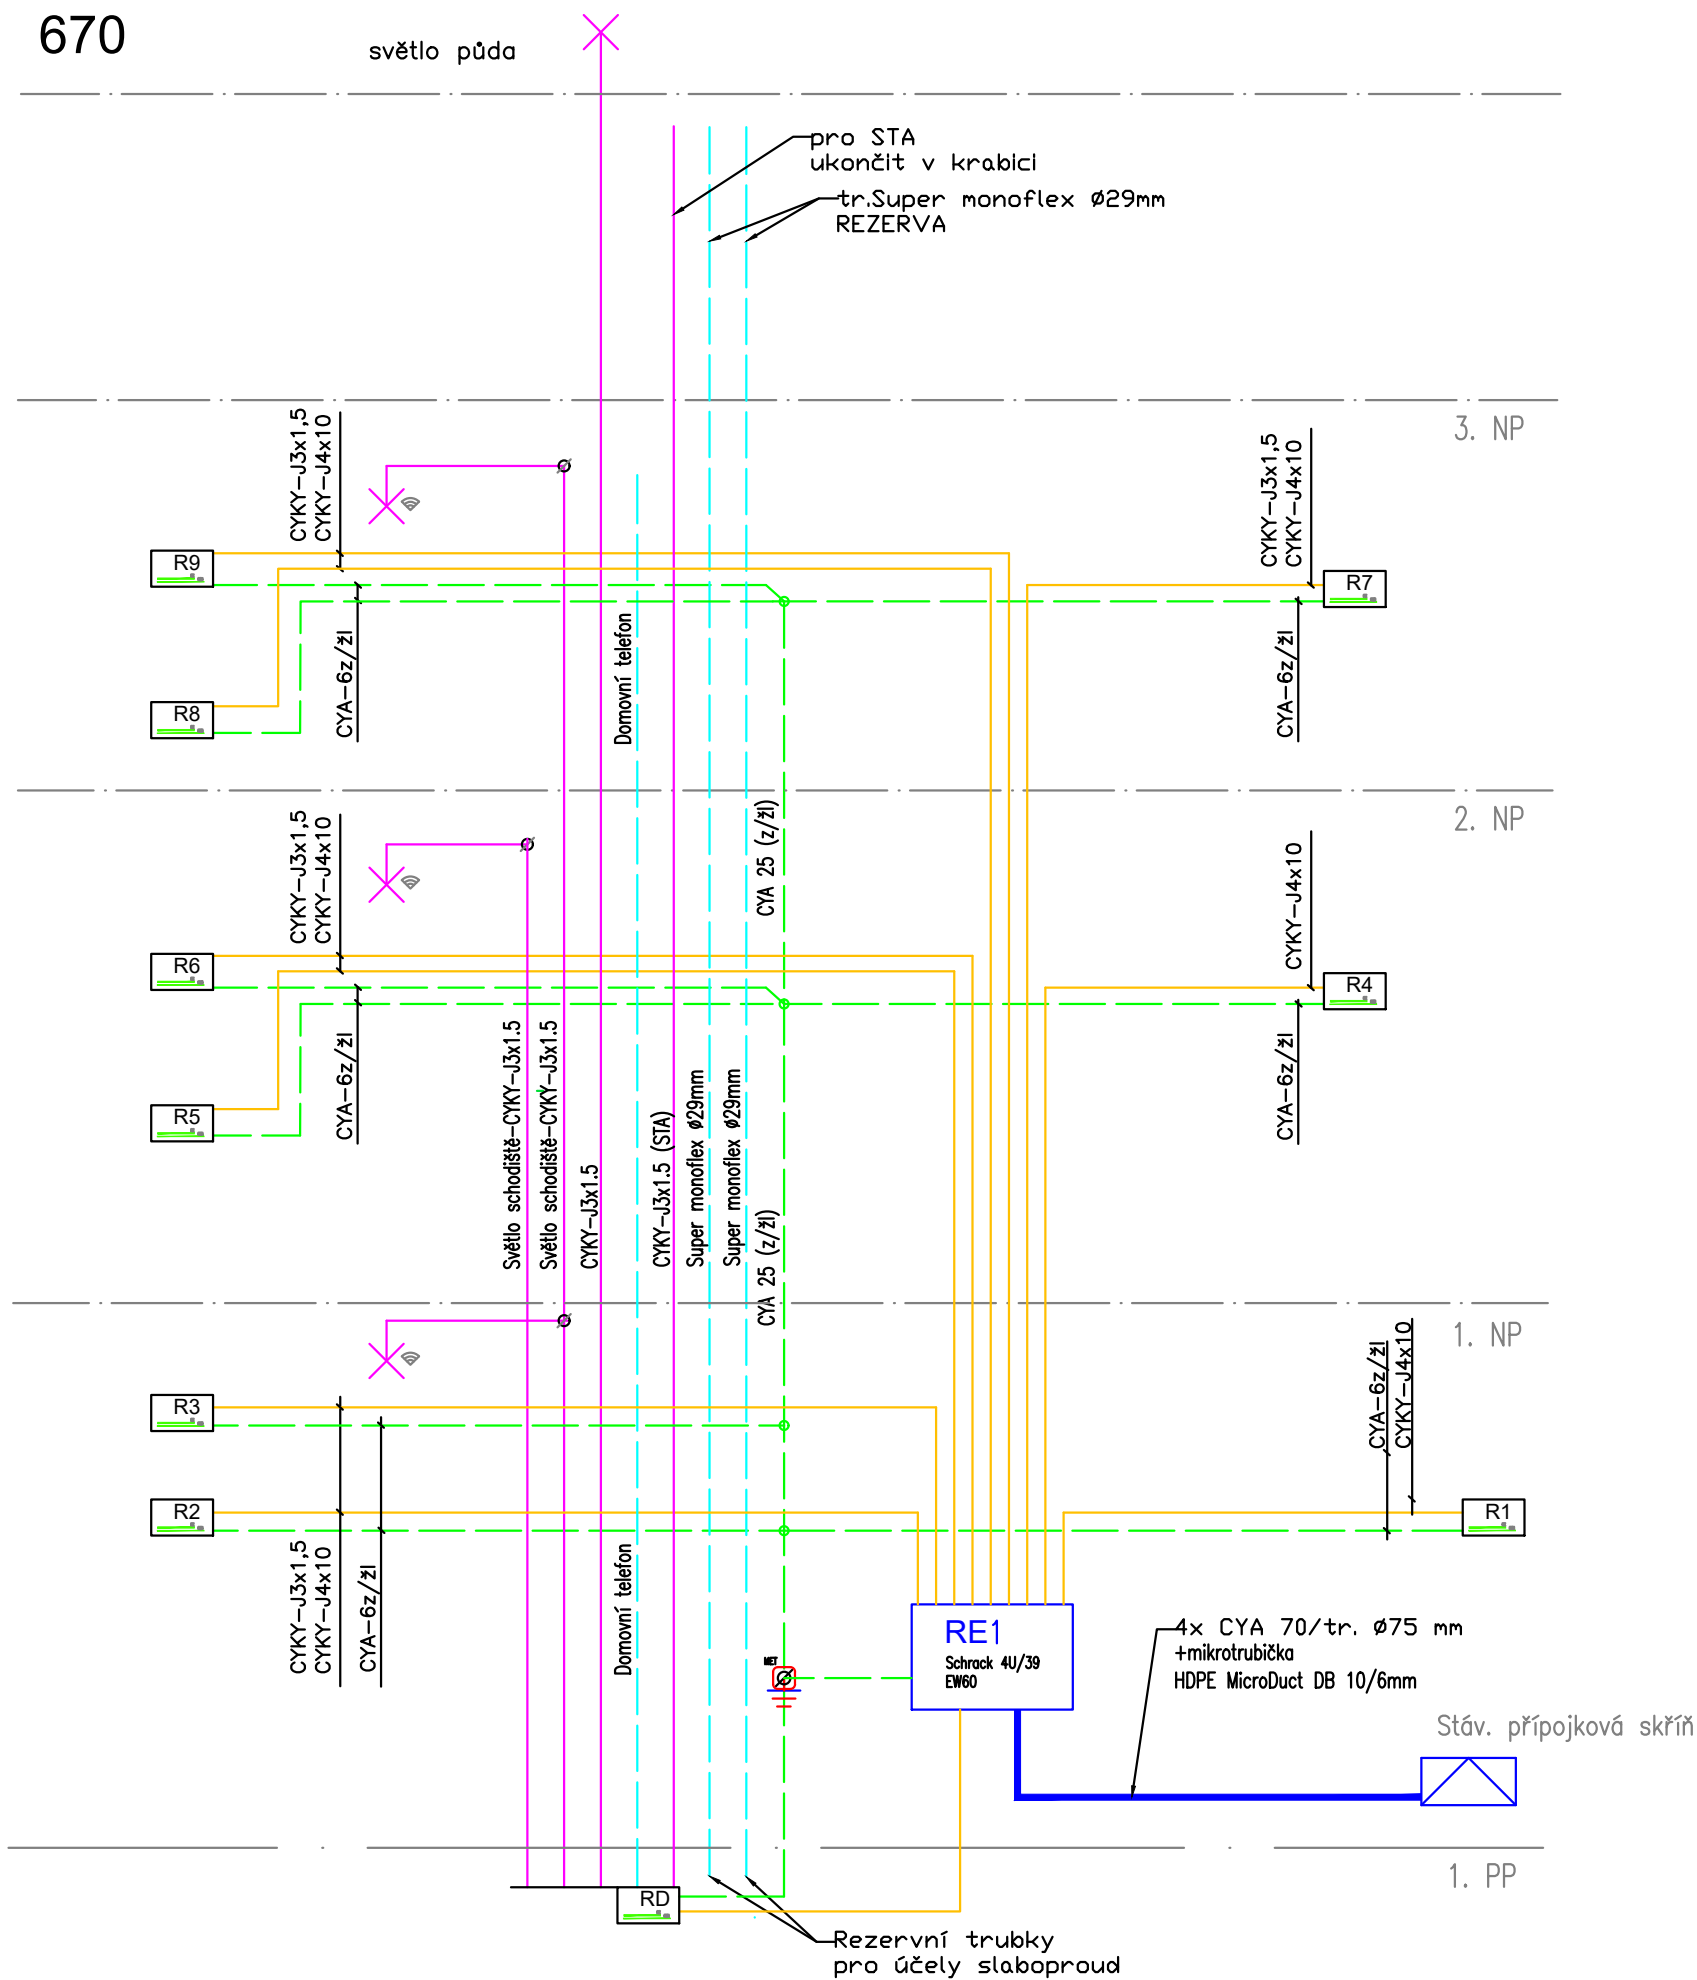 670
světlo půda
pro STA
ukončit v krabici
tr.Super monoflex Ø29mm
REZERVA
3. NP
CYKY-J3x1,5
CYKY-J4x10
CYKY-J3x1,5
CYKY-J4x10
R9
R7
CYA-6z/žl
Domovní telefon
CYA-6z/žl
R8
2. NP
CYKY-J3x1,5
CYKY-J4x10
CYA 25 (z/žl)
CYKY-J4x10
R6
R4
CYA-6z/žl
CYA-6z/žl
R5
Světlo schodiště-CYKY-J3x1.5
Světlo schodiště-CYKY-J3x1.5
CYKY-J3x1.5
CYKY-J3x1.5 (STA)
Super monoflex Ø29mm
Super monoflex Ø29mm
CYA 25 (z/žl)
1. NP
CYA-6z/žl
CYKY-J4x10
R3
R2
R1
CYKY-J3x1,5
CYKY-J4x10
CYA-6z/žl
Domovní telefon
MET
RE1
Schrack 4U/39
EW60
4x CYA 70/tr. Ø75 mm
+mikrotrubička
HDPE MicroDuct DB 10/6mm
Stáv. přípojková skříň
1. PP
RD
Rezervní trubky
pro účely slaboproud